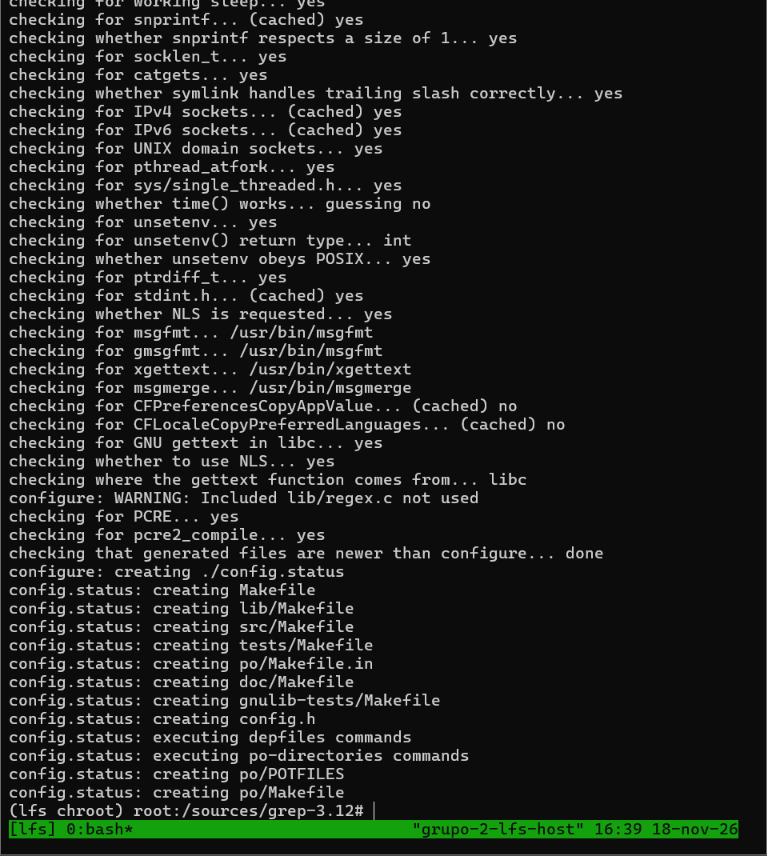 checking for working sleep... yes
checking for snprintf... (cached) yes
checking whether snprintf respects a size of 1... yes
checking for socklen_t... yes
checking for catgets... yes
checking whether symlink handles trailing slash correctly... yes
checking for IPv4 sockets... (cached) yes
checking for IPv6 sockets... (cached) yes
checking for UNIX domain sockets... yes
checking for pthread_atfork... yes
checking for sys/single_threaded.h... yes
checking whether time() works... guessing no
checking for unsetenv... yes
checking for unsetenv() return type... int
checking whether unsetenv obeys POSIX... yes
checking for ptrdiff_t... yes
checking for stdint.h... (cached) yes
checking whether NLS is requested... yes
checking for msgfmt... /usr/bin/msgfmt
checking for gmsgfmt... /usr/bin/msgfmt
checking for xgettext... /usr/bin/xgettext
checking for msgmerge... /usr/bin/msgmerge
checking for CFPreferencesCopyAppValue... (cached) no
checking for CFLocaleCopyPreferredLanguages... (cached) no
checking for GNU gettext in libc... yes
checking whether to use NLS... yes
checking where the gettext function comes from... libc
configure: WARNING: Included lib/regex.c not used
checking for PCRE... yes
checking for pcre2_compile... yes
checking that generated files are newer than configure... done
configure: creating ./config.status
config.status: creating Makefile
config.status: creating lib/Makefile
config.status: creating src/Makefile
config.status: creating tests/Makefile
config.status: creating po/Makefile.in
config.status: creating doc/Makefile
config.status: creating gnulib-tests/Makefile
config.status: creating config.h
config.status: executing depfiles commands
config.status: executing po-directories commands
config.status: creating po/POTFILES
config.status: creating po/Makefile
(lfs chroot) root:/sources/grep-3.12#
[lfs] 0:bash* "grupo-2-lfs-host" 16:39 18-nov-26